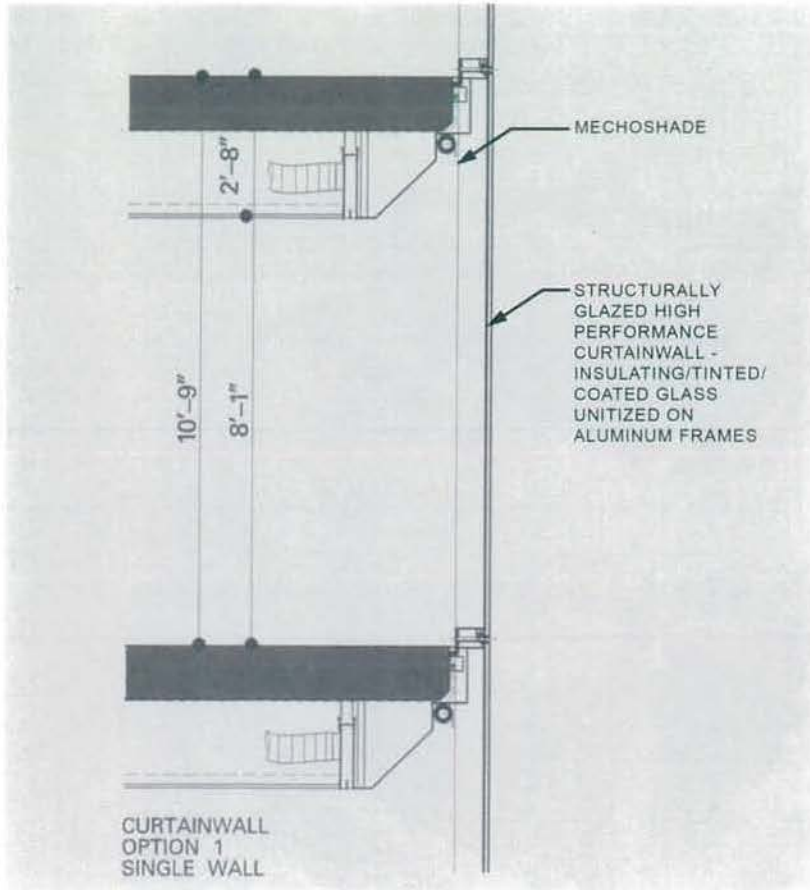 2'-8"
MECHOSHADE
STRUCTURALLY
GLAZED HIGH
PERFORMANCE
CURTAINWALL -
INSULATING/TINTED/
COATED GLASS
UNITIZED ON
ALUMINUM FRAMES
10'-9"
8'-1"
CURTAINWALL
OPTION 1
SINGLE WALL